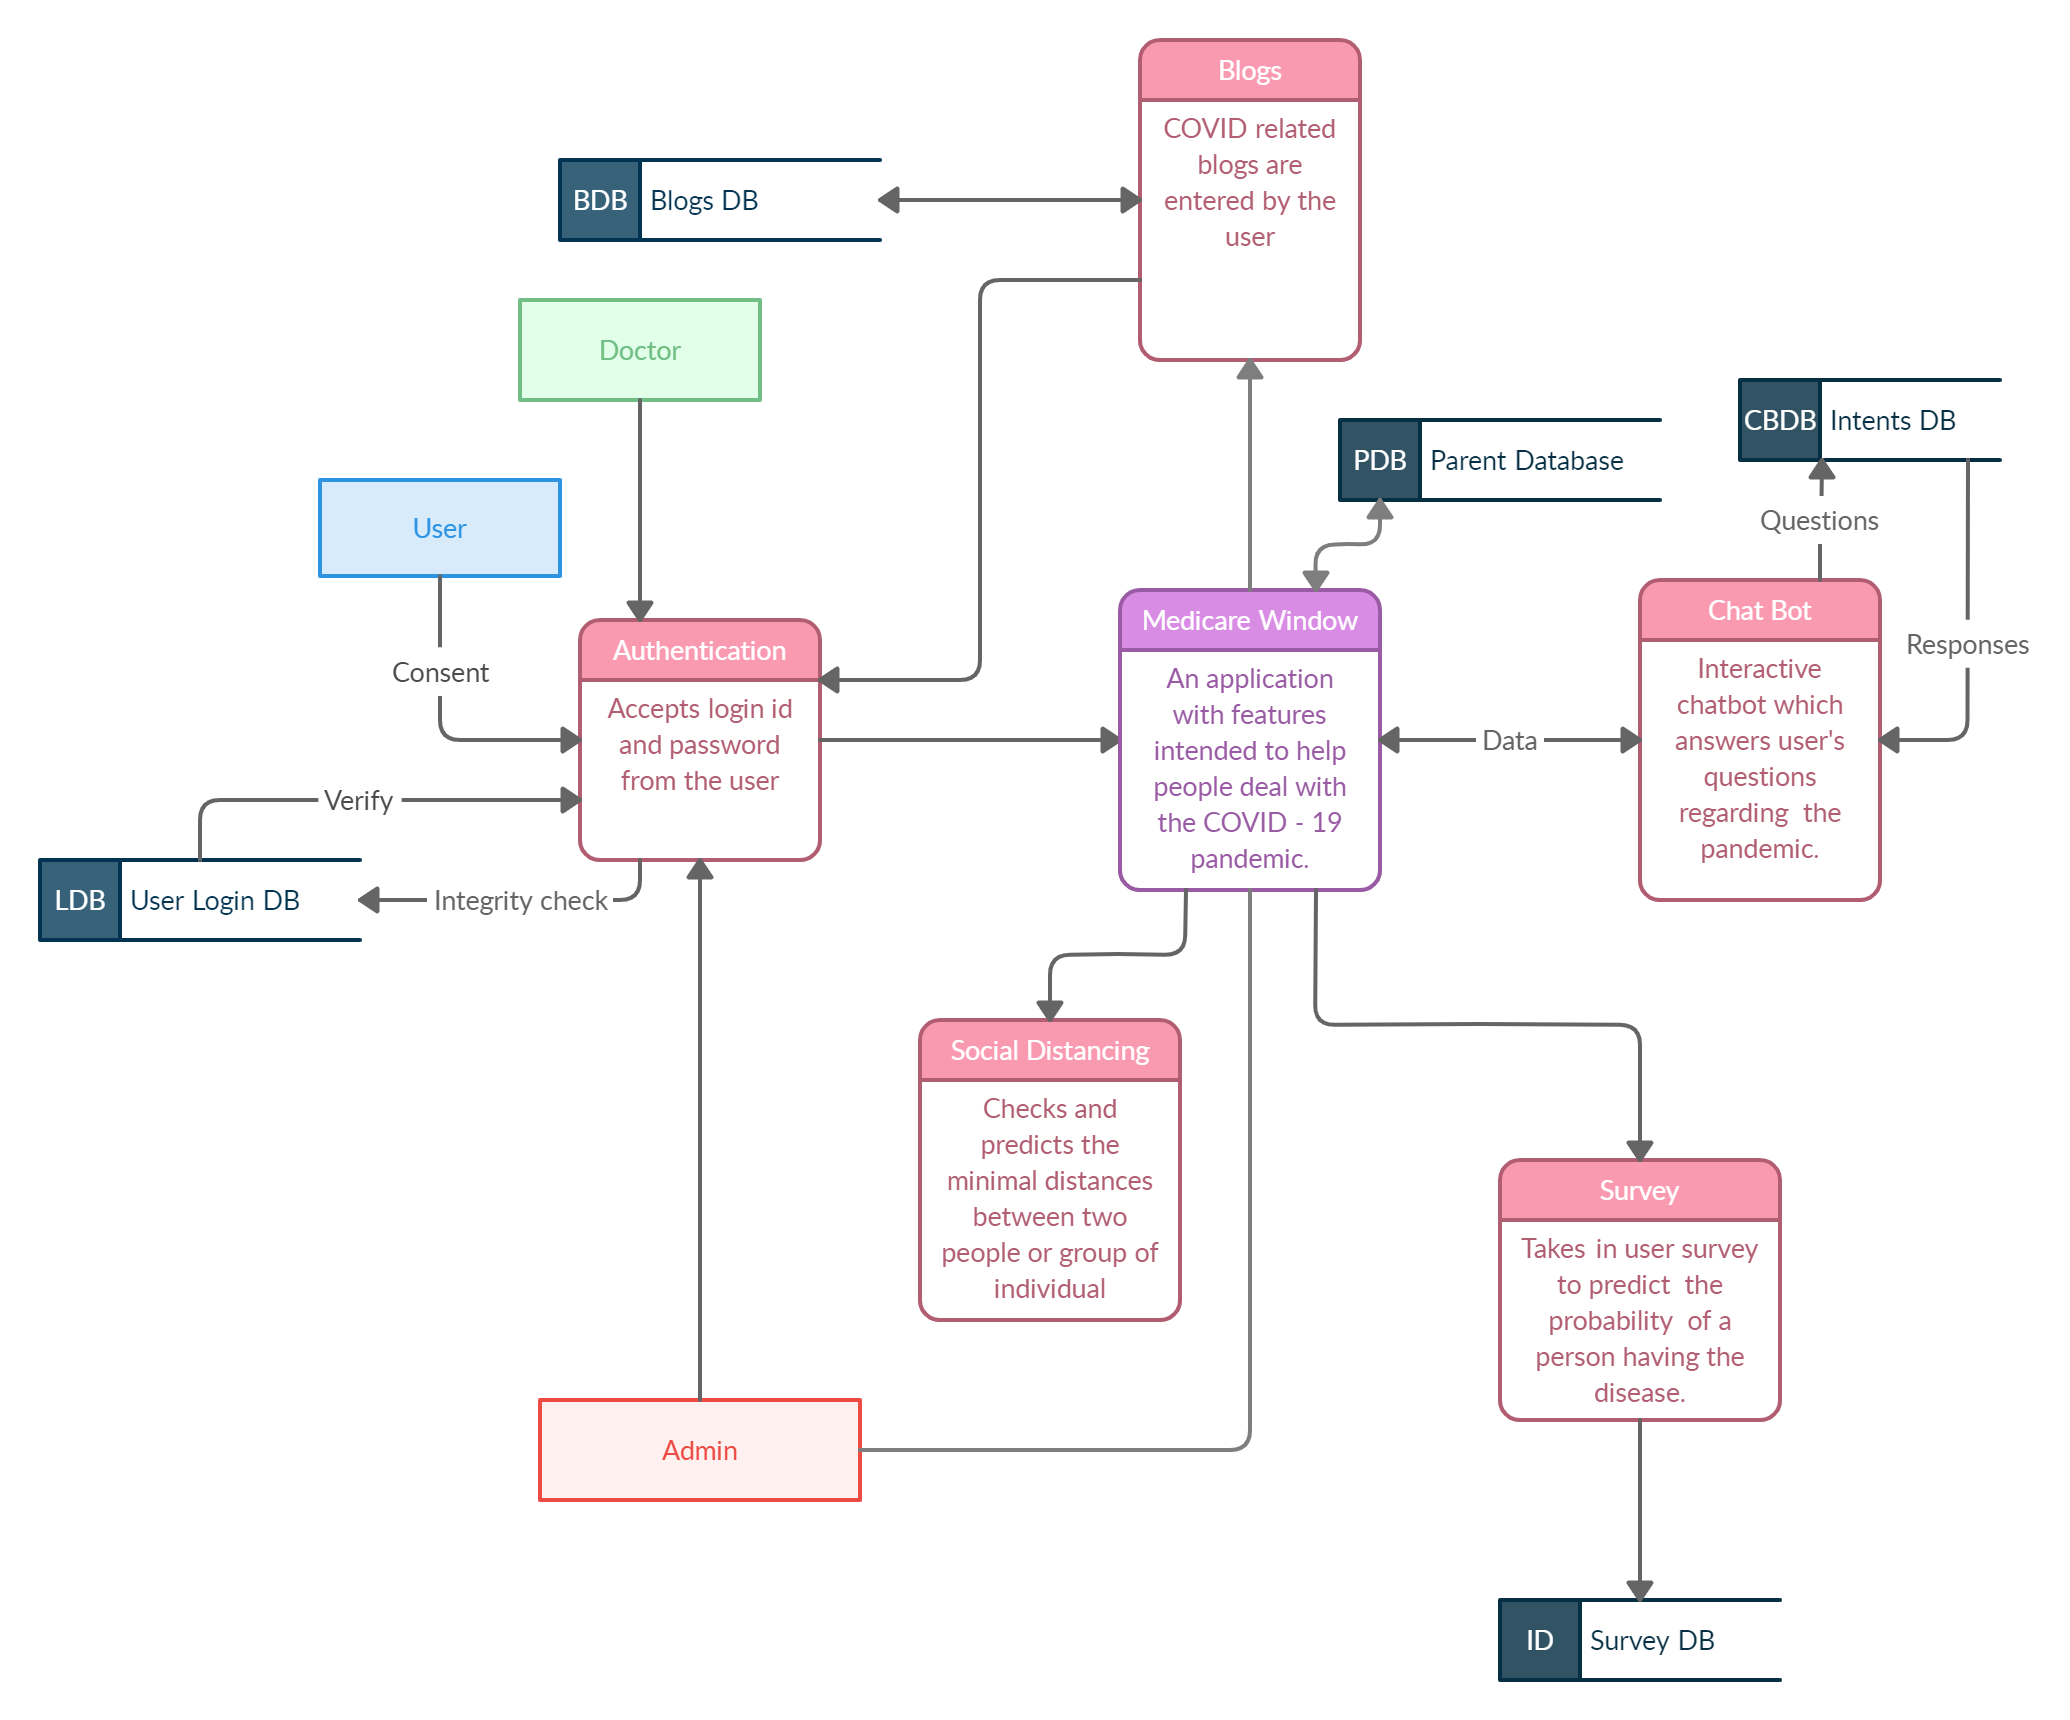 Blogs
COVID related
blogs are
entered by the
user
BDB
Blogs DB
Doctor
User
Consent
Authentication
Accepts login id
and password
from the user
Verify
LDB
User Login DB
Integrity check
PDB
Parent Database
CBDB
Intents DB
Questions
Responses
Medicare Window
An application
with features
intended to help
people deal with
the COVID - 19
pandemic.
Data
Chat Bot
Interactive
chatbot which
answers user's
questions
regarding the
pandemic.
Social Distancing
Checks and
predicts the
minimal distances
between two
people or group of
individual
Survey
Takes in user survey
to predict the
probability of a
person having the
disease.
Admin
ID
Survey DB